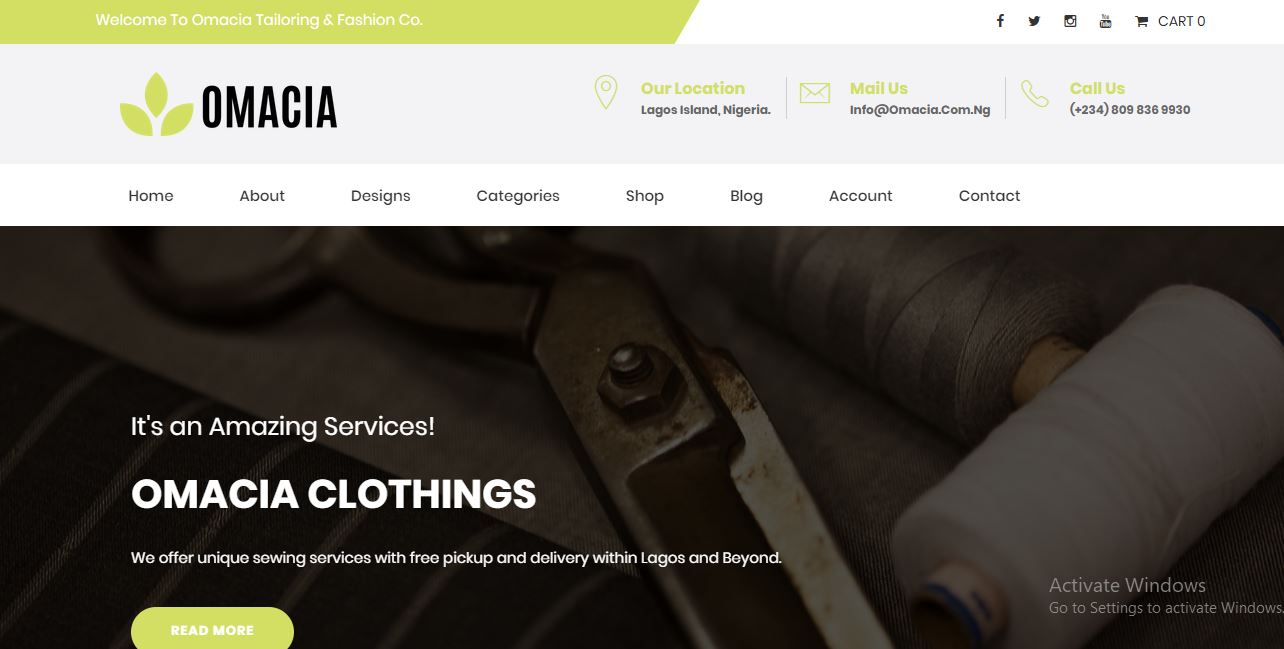 Welcome To Omacia Tailoring & Fashion Co.
CART 0
OMACIA
Our Location
Lagos Island, Nigeria.
Mail Us
Info@Omacia.Com.Ng
Call Us
(+234) 809 836 9930
Home About Designs Categories Shop Blog Account Contact
It's an Amazing Services!
OMACIA CLOTHINGS
We offer unique sewing services with free pickup and delivery within Lagos and Beyond.
READ MORE
Activate Windows
Go to Settings to activate Windows.